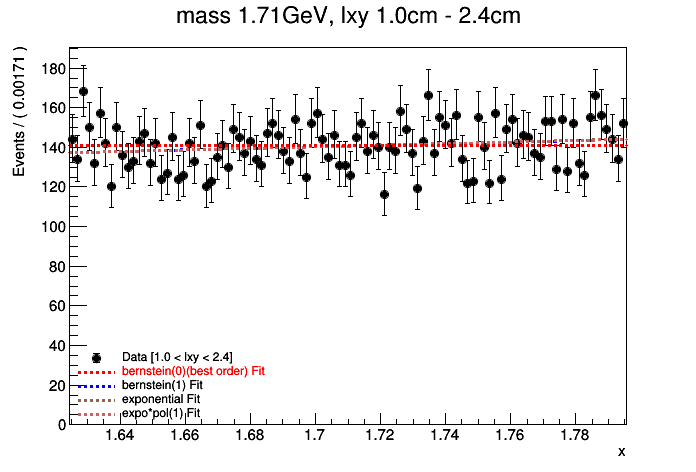 mass 1.71GeV, lxy 1.0cm - 2.4cm
Events / ( 0.00171 )
180
160
140
120
100
80
60
40
20
0
Data [1.0 < lxy < 2.4]
bernstein(0)(best order) Fit
bernstein(1) Fit
exponential Fit
expo*pol(1) Fit
1.64 1.66 1.68 1.7 1.72 1.74 1.76 1.78
x